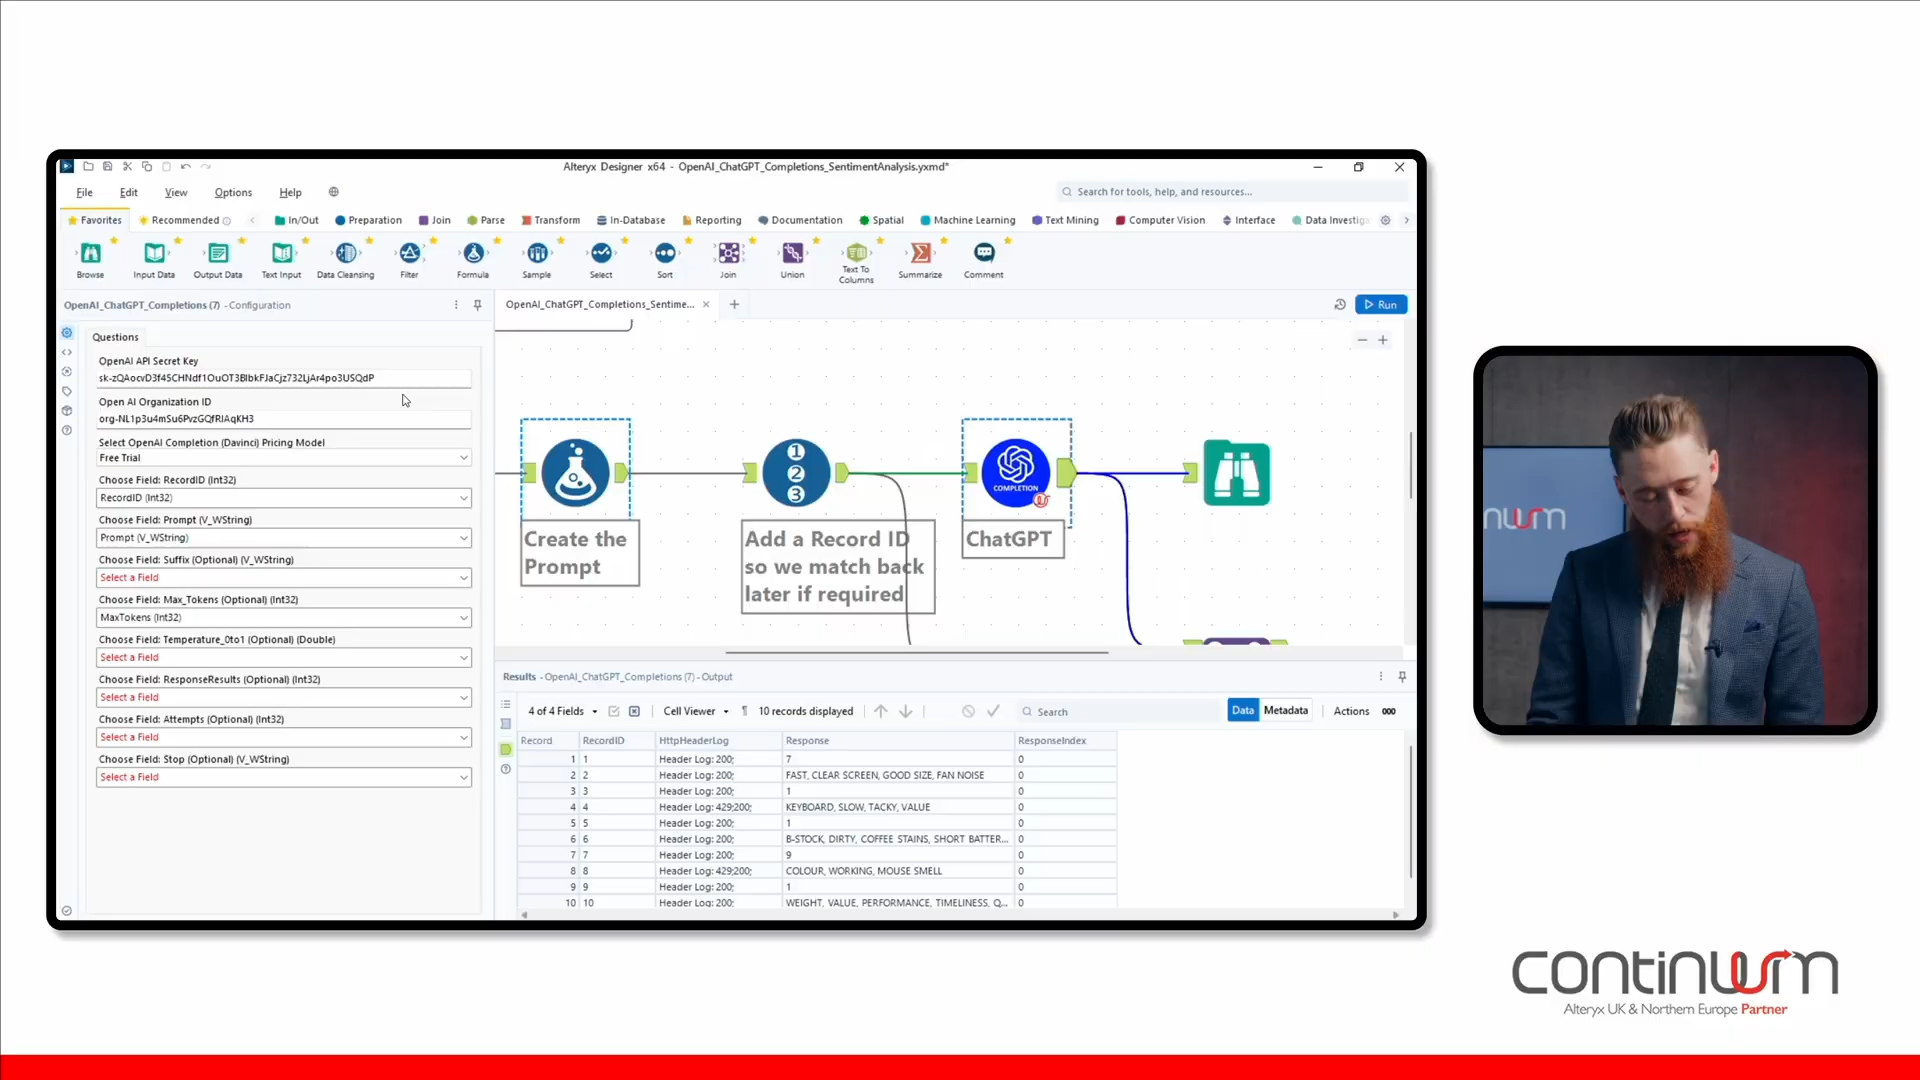 Alteryx Designer x64 - OpenAI_ChatGPT_Completions_SentimentAnalysis.yxmd*
File Edit View Options Help
Search for tools, help, and resources...
Favorites Recommended In/Out Preparation Join Parse Transform In-Database Reporting Documentation Spatial Machine Learning Text Mining Computer Vision Interface Data Investig
Browse Input Data Output Data Text Input Data Cleansing Filter Formula Sample Select Sort Join Union Text To Columns Summarize Comment
OpenAI_ChatGPT_Completions (7) - Configuration
OpenAI_ChatGPT_Completions_Sentime...
Run
Questions
OpenAI API Secret Key
Open AI Organization ID
org-NL1p3u4mSu6PvzGQfRIAqKH3
Select OpenAI Completion (Davinci) Pricing Model
Free Trial
Choose Field: RecordID (Int32)
RecordID (Int32)
Choose Field: Prompt (V_WString)
Prompt (V_WString)
Choose Field: Suffix (Optional) (V_WString)
Select a Field
Choose Field: Max_Tokens (Optional) (Int32)
MaxTokens (Int32)
Choose Field: Temperature_0to1 (Optional) (Double)
Select a Field
Choose Field: ResponseResults (Optional) (Int32)
Select a Field
Choose Field: Attempts (Optional) (Int32)
Select a Field
Choose Field: Stop (Optional) (V_WString)
Select a Field
1
2
3
COMPLETION
Create the
Prompt
Add a Record ID
so we match back
later if required
ChatGPT
Results - OpenAI_ChatGPT_Completions (7) - Output
4 of 4 Fields Cell Viewer 10 records displayed Search Data Metadata Actions 000
Record RecordID HttpHeaderLog Response ResponseIndex
1 1 Header Log: 200; 7 0
2 2 Header Log: 200; FAST, CLEAR SCREEN, GOOD SIZE, FAN NOISE 0
3 3 Header Log: 200; 1 0
4 4 Header Log: 429;200; KEYBOARD, SLOW, TACKY, VALUE 0
5 5 Header Log: 200; 1 0
6 6 Header Log: 200; B-STOCK, DIRTY, COFFEE STAINS, SHORT BATTER... 0
7 7 Header Log: 200; 9 0
8 8 Header Log: 429;200; COLOUR, WORKING, MOUSE SMELL 0
9 9 Header Log: 200; 1 0
10 10 Header Log: 200; WEIGHT, VALUE, PERFORMANCE, TIMELINESS, Q... 0
continuum
Alteryx UK & Northern Europe Partner